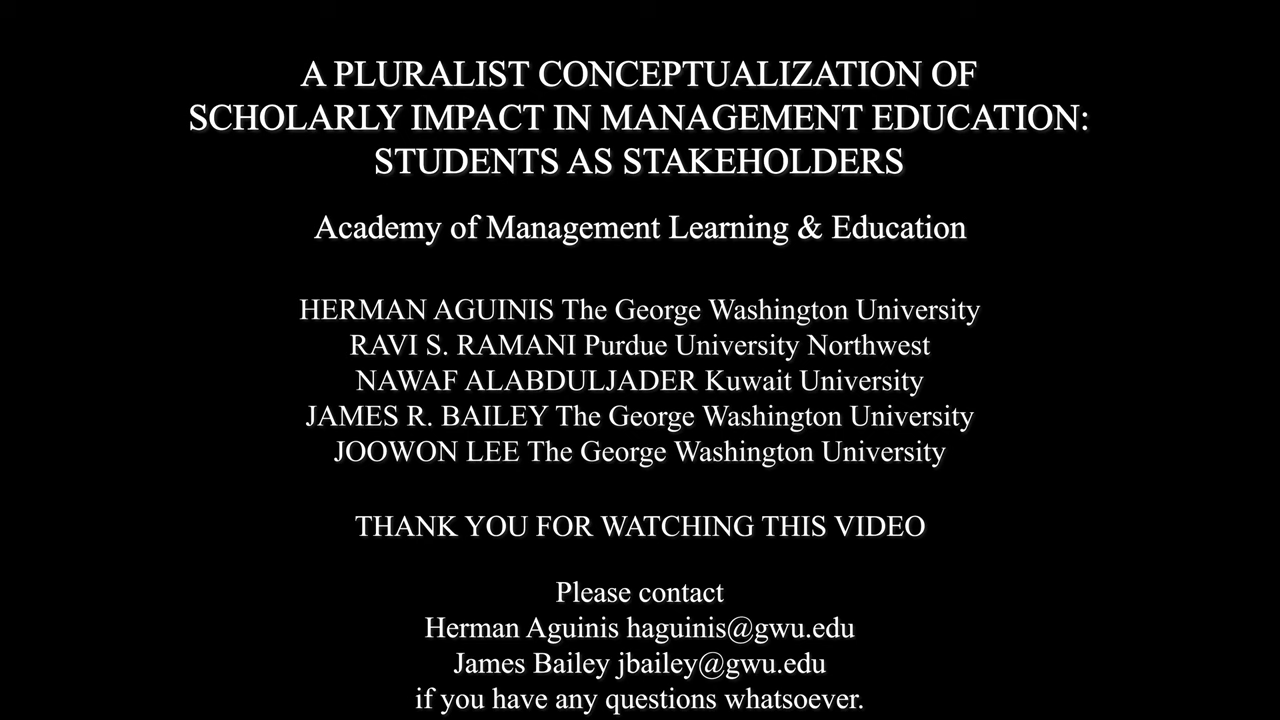 A PLURALIST CONCEPTUALIZATION OF
SCHOLARLY IMPACT IN MANAGEMENT EDUCATION:
STUDENTS AS STAKEHOLDERS
Academy of Management Learning & Education
HERMAN AGUINIS The George Washington University
RAVI S. RAMANI Purdue University Northwest
NAWAF ALABDULJADER Kuwait University
JAMES R. BAILEY The George Washington University
JOOWON LEE The George Washington University
THANK YOU FOR WATCHING THIS VIDEO
Please contact
Herman Aguinis haguinis@gwu.edu
James Bailey jbailey@gwu.edu
if you have any questions whatsoever.